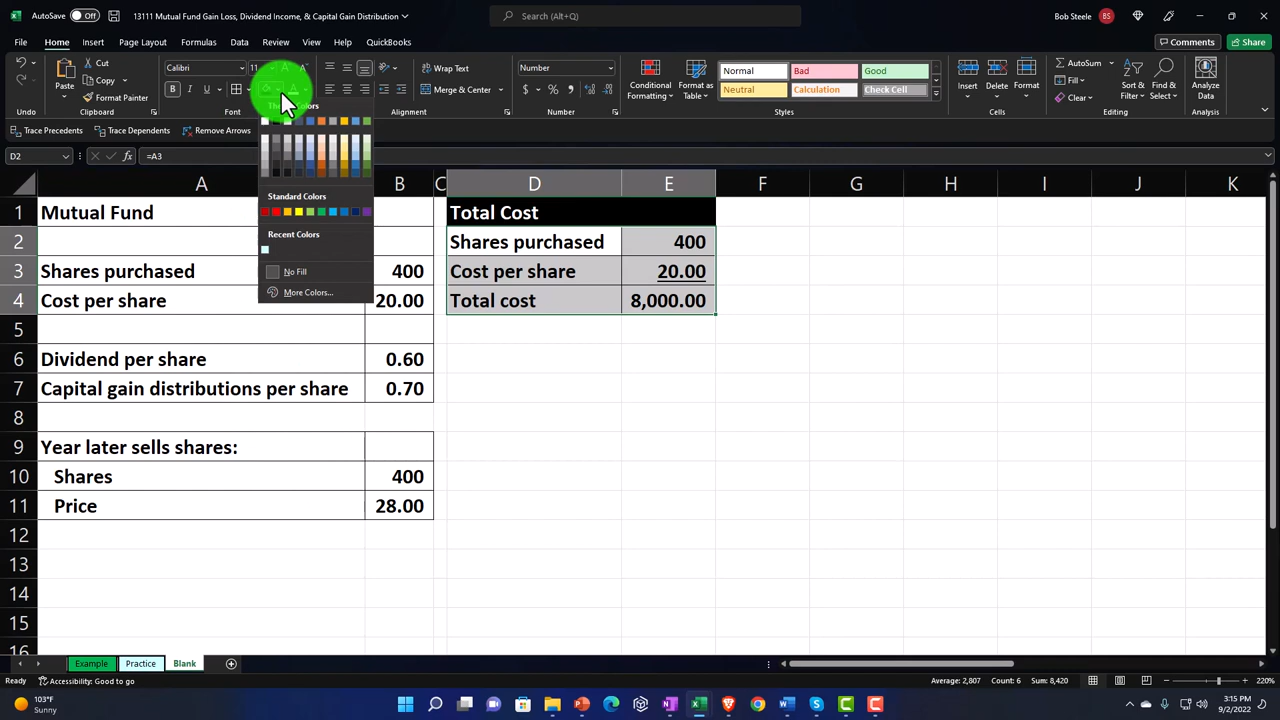 AutoSave Off 13111 Mutual Fund Gain Loss, Dividend Income, & Capital Gain Distribution Search (Alt+Q) Bob Steele BS
File Home Insert Page Layout Formulas Data Review View Help QuickBooks Comments Share
Cut
Copy
Format Painter
Paste
Undo Clipboard Font Alignment Number Styles Cells Editing Analysis
Calibri 11
B I U
Wrap Text
Merge & Center
Number
$ % ,
Conditional Formatting
Format as Table
Normal Bad Good
Neutral Calculation Check Cell
Insert Delete Format
Sort & Filter
Find & Select
Analyze Data
Trace Precedents Trace Dependents Remove Arrows
Colors
Standard Colors
Recent Colors
No Fill
More Colors...
D2 fx =A3
A B C D E F G H I J K
1 Mutual Fund Total Cost
2 Shares purchased 400
3 Shares purchased 400 Cost per share 20.00
4 Cost per share 20.00 Total cost 8,000.00
5
6 Dividend per share 0.60
7 Capital gain distributions per share 0.70
8
9 Year later sells shares:
10 Shares 400
11 Price 28.00
12
13
14
15
16
Example Practice Blank
Ready Accessibility: Good to go Average: 2,807 Count: 6 Sum: 8,420 220%
103°F
Sunny
3:15 PM
9/2/2022